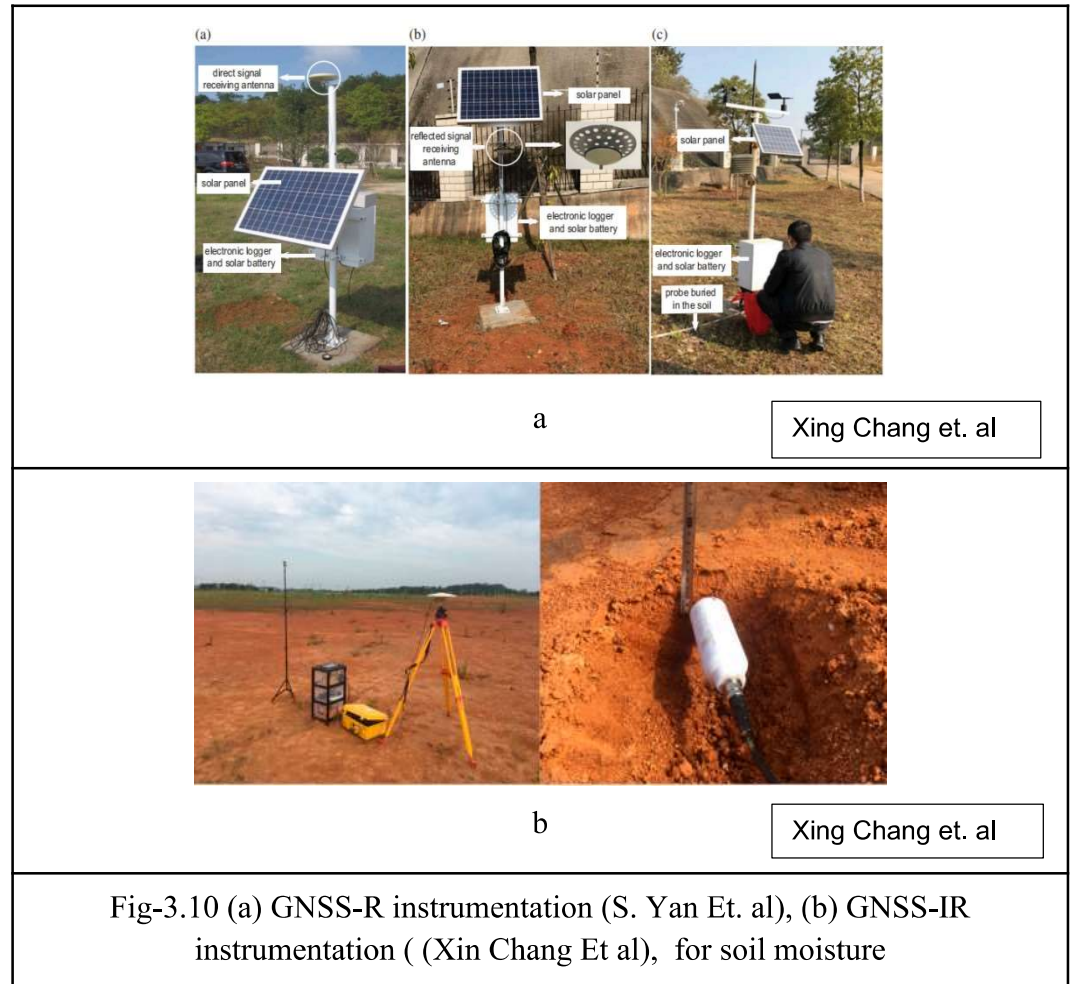 (a)
(b)
(c)
direct signal
receiving antenna
solar panel
electronic logger
and solar battery
solar panel
reflected signal
receiving
antenna
electronic logger
and solar battery
solar panel
electronic logger
and solar battery
probe buried
in the soil
a
Xing Chang et. al
b
Xing Chang et. al
Fig-3.10 (a) GNSS-R instrumentation (S. Yan Et. al), (b) GNSS-IR
instrumentation ( (Xin Chang Et al),  for soil moisture